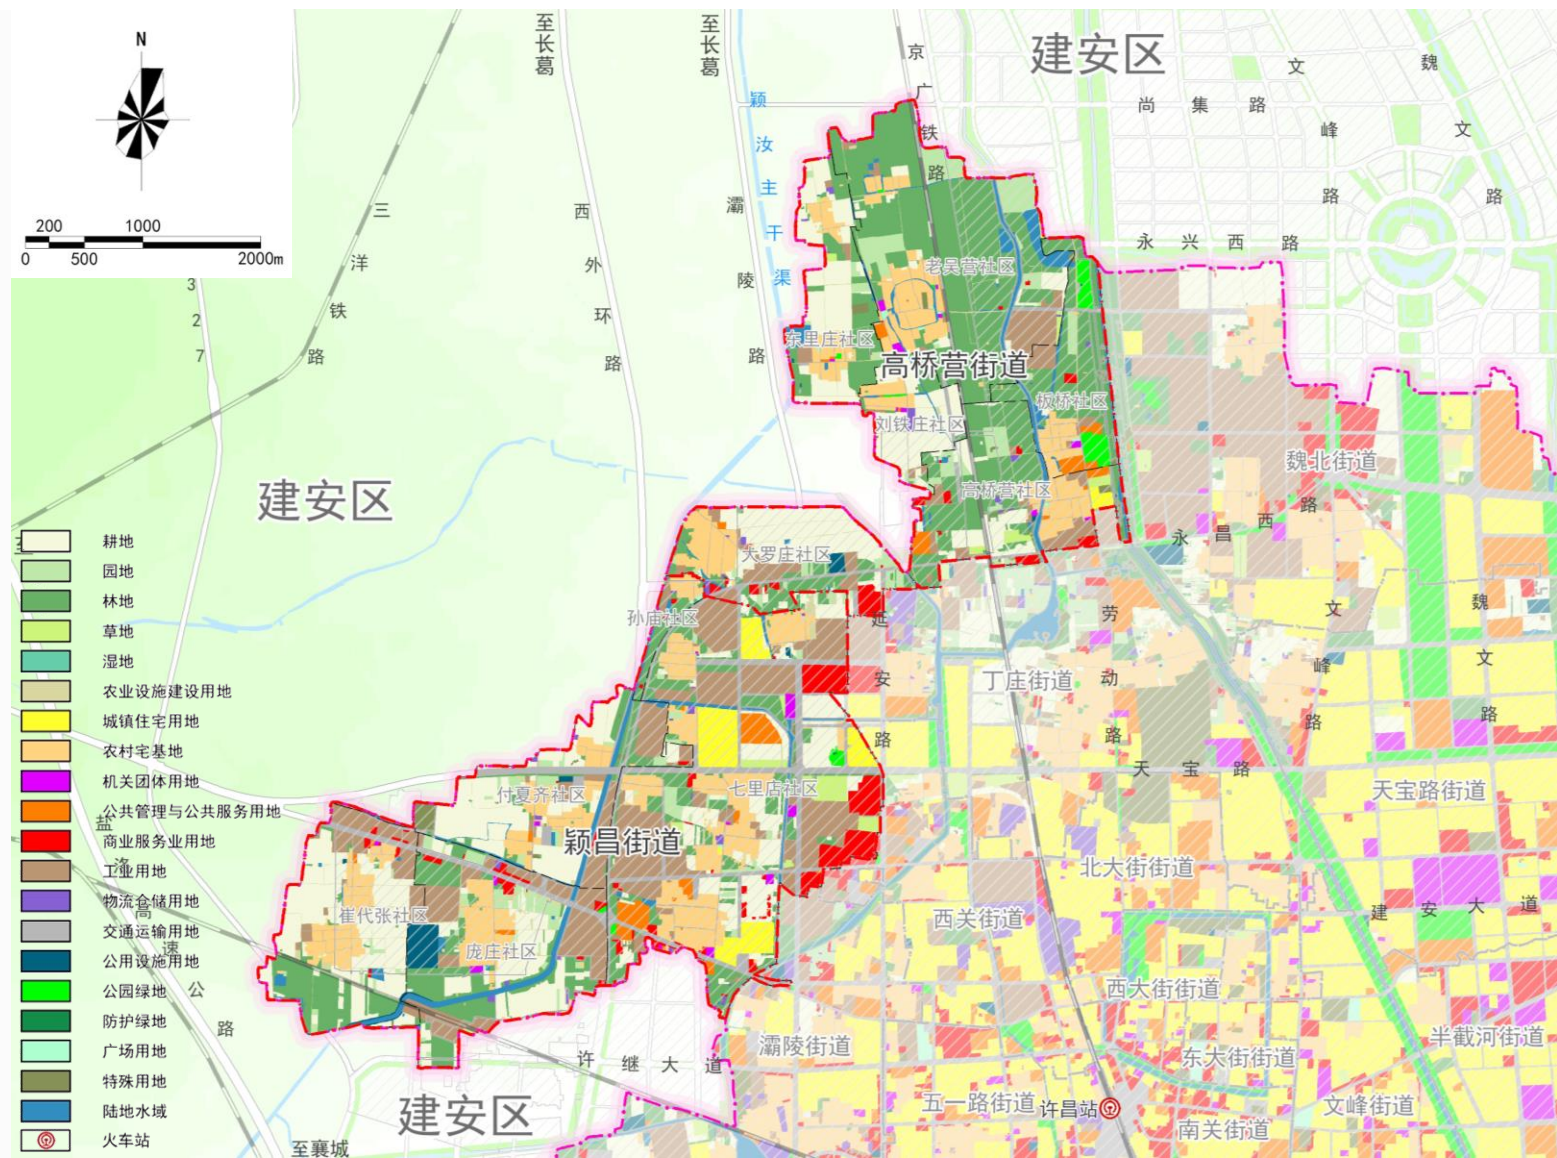 N
200
1000
0
500
2000m
至长葛
至长葛
京广铁路
建安区
文峰路
魏文路
尚集路
颍汝主干渠
三洋铁路
西外环路
灞陵路
永兴西路
327
老吴营社区
东里庄社区
高桥营街道
板桥社区
刘铁庄社区
魏北街道
高桥营社区
永昌西路
建安区
大罗庄社区
孙庙社区
延安路
劳动路
文峰路
魏文路
丁庄街道
天宝路
付夏齐社区
七里店社区
天宝路街道
颍昌街道
北大街街道
盐洛高速公路
崔代张社区
庞庄社区
西关街道
建安大道
西大街街道
许继大道
灞陵街道
东大街街道
半截河街道
建安区
五一路街道
许昌站
文峰街道
南关街道
至襄城
耕地
园地
林地
草地
湿地
农业设施建设用地
城镇住宅用地
农村宅基地
机关团体用地
公共管理与公共服务用地
商业服务业用地
工业用地
物流仓储用地
交通运输用地
公用设施用地
公园绿地
防护绿地
广场用地
特殊用地
陆地水域
火车站